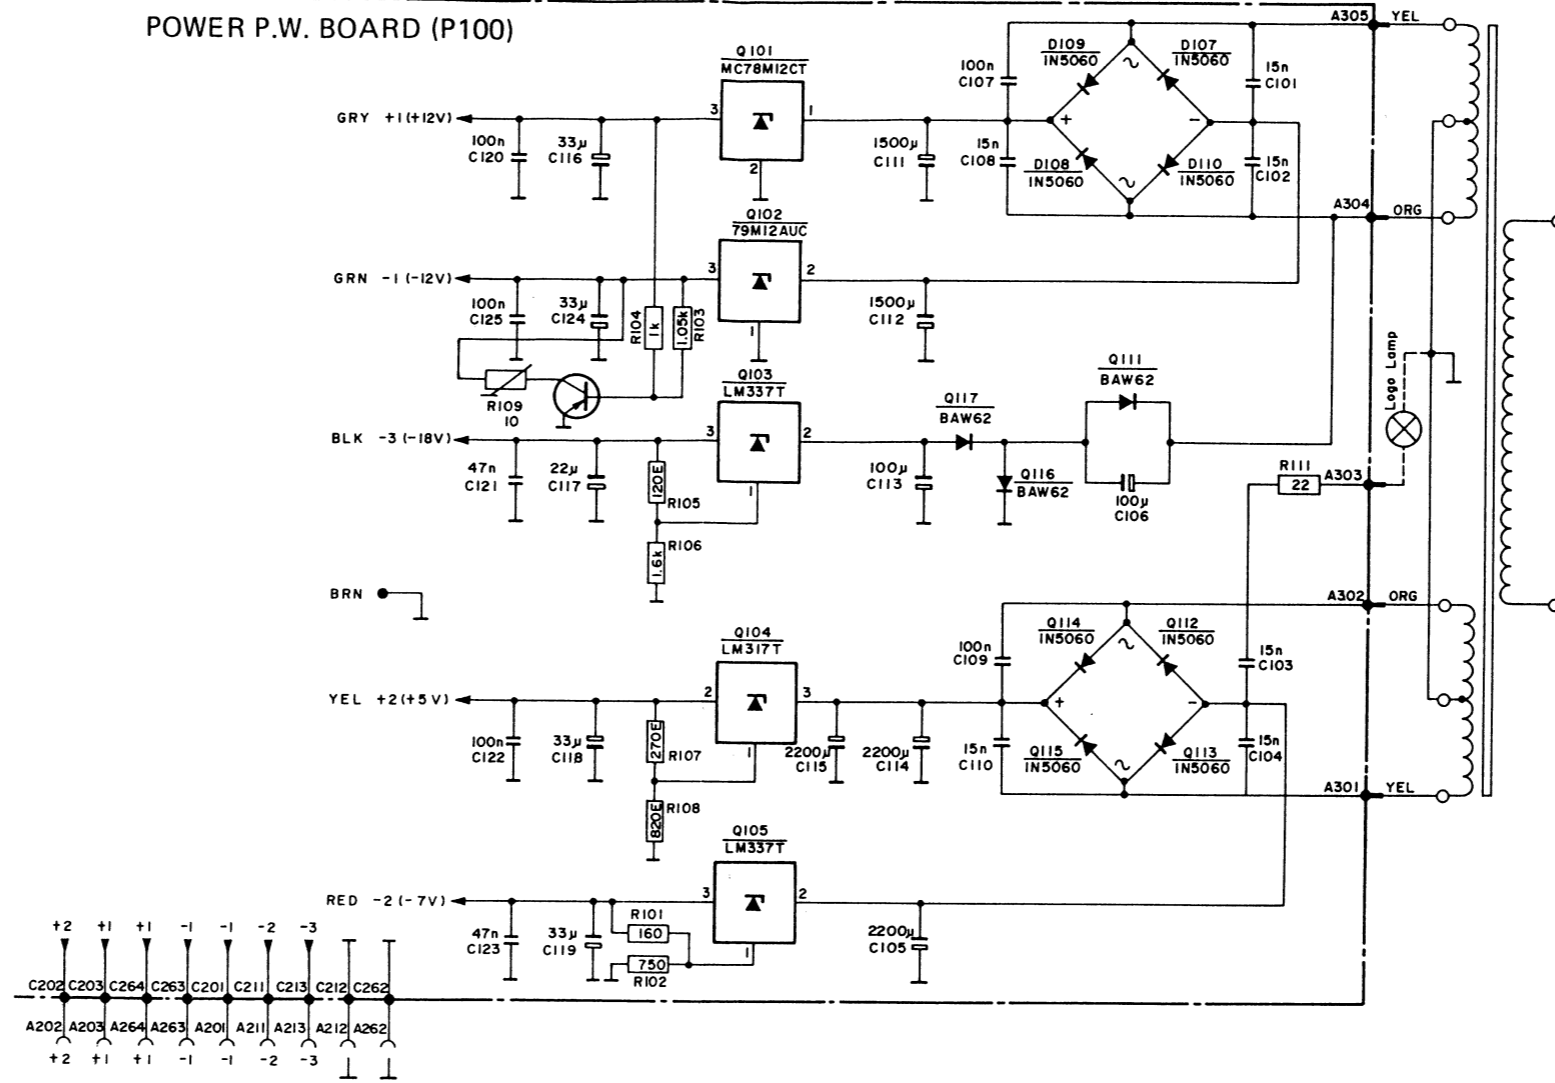 POWER P.W. BOARD (P100)
A305 YEL
Q101
MC78M12CT
D109
1N5060
D107
1N5060
100n
C107
15n
C101
GRY +1(+12V)
3
1
2
100n
C120
33μ
C116
1500μ
C111
15n
C108
+
-
~
~
D108
1N5060
D110
1N5060
15n
C102
A304 ORG
Q102
79M12AUC
GRN -1(-12V)
3
2
1
100n
C125
33μ
C124
R104
1k
1.05k
R103
1500μ
C112
R109
10
Q103
LM337T
Q117
BAW62
Q111
BAW62
Logo Lamp
BLK -3(-18V)
3
2
1
47n
C121
22μ
C117
120E
R105
100μ
C113
Q116
BAW62
100μ
C106
R111
22
A303
R106
1.6k
BRN
A302 ORG
Q104
LM317T
Q114
1N5060
Q112
1N5060
100n
C109
15n
C103
YEL +2(+5V)
2
3
1
100n
C122
33μ
C118
270E
R107
2200μ
C115
2200μ
C114
15n
C110
+
-
~
~
Q115
1N5060
Q113
1N5060
15n
C104
A301 YEL
R108
820E
Q105
LM337T
RED -2(-7V)
3
2
1
47n
C123
33μ
C119
R101
160
750
R102
2200μ
C105
+2 +1 +1 -1 -1 -2 -3
C202 C203 C264 C263 C201 C211 C213 C212 C262
A202 A203 A264 A263 A201 A211 A213 A212 A262
+2 +1 +1 -1 -1 -2 -3